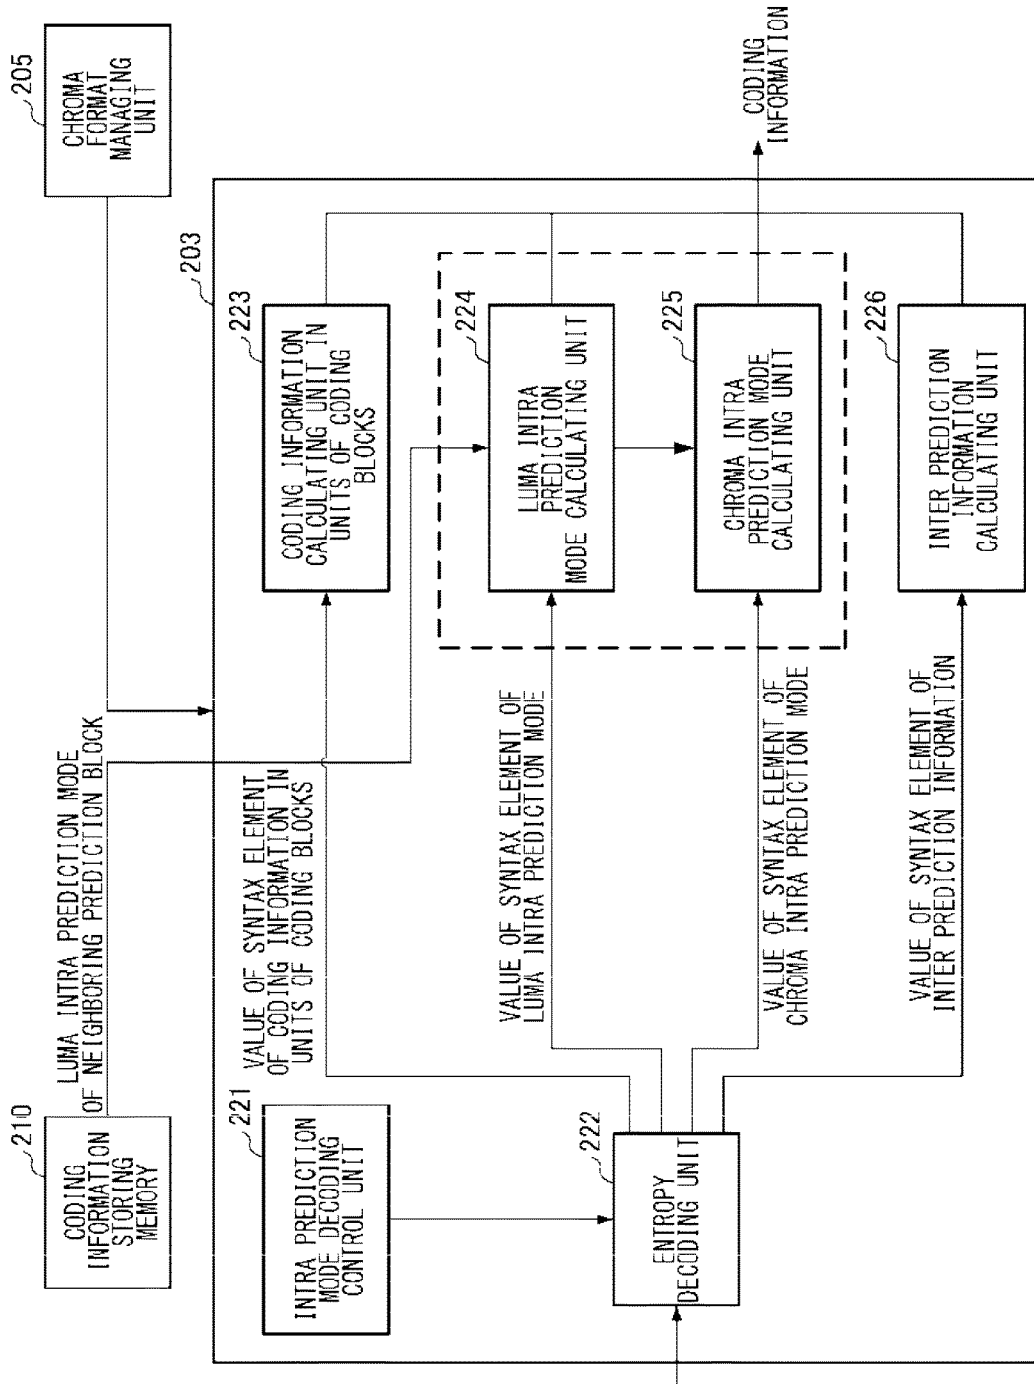 210
CODING
INFORMATION
STORING
MEMORY
LUMA INTRA PREDICTION MODE
OF NEIGHBORING PREDICTION BLOCK
205
CHROMA
FORMAT
MANAGING
UNIT
203
221
INTRA PREDICTION
MODE DECODING
CONTROL UNIT
VALUE OF SYNTAX ELEMENT
OF CODING INFORMATION IN
UNITS OF CODING BLOCKS
223
CODING INFORMATION
CALCULATING UNIT IN
UNITS OF CODING
BLOCKS
222
ENTROPY
DECODING UNIT
VALUE OF SYNTAX ELEMENT OF
LUMA INTRA PREDICTION MODE
224
LUMA INTRA
PREDICTION
MODE CALCULATING UNIT
VALUE OF SYNTAX ELEMENT OF
CHROMA INTRA PREDICTION MODE
225
CHROMA INTRA
PREDICTION MODE
CALCULATING UNIT
CODING
INFORMATION
VALUE OF SYNTAX ELEMENT OF
INTER PREDICTION INFORMATION
226
INTER PREDICTION
INFORMATION
CALCULATING UNIT